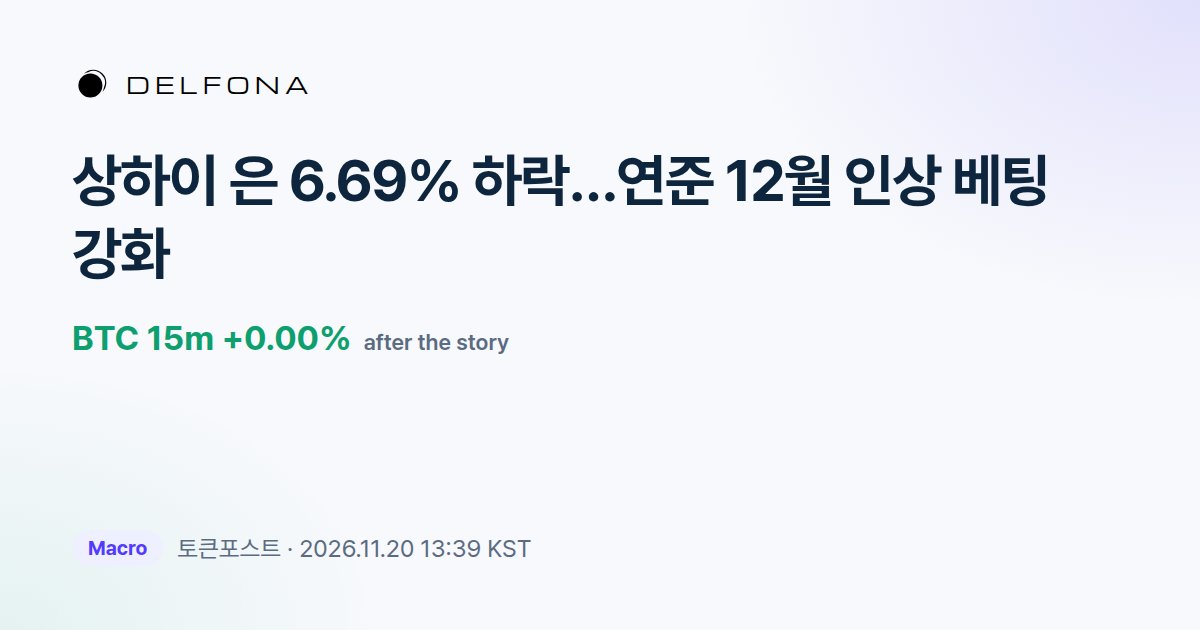 DELFONA
상하이 은 6.69% 하락...연준 12월 인상 베팅
강화
BTC 15m +0.00% after the story
Macro 토큰포스트 · 2026.11.20 13:39 KST